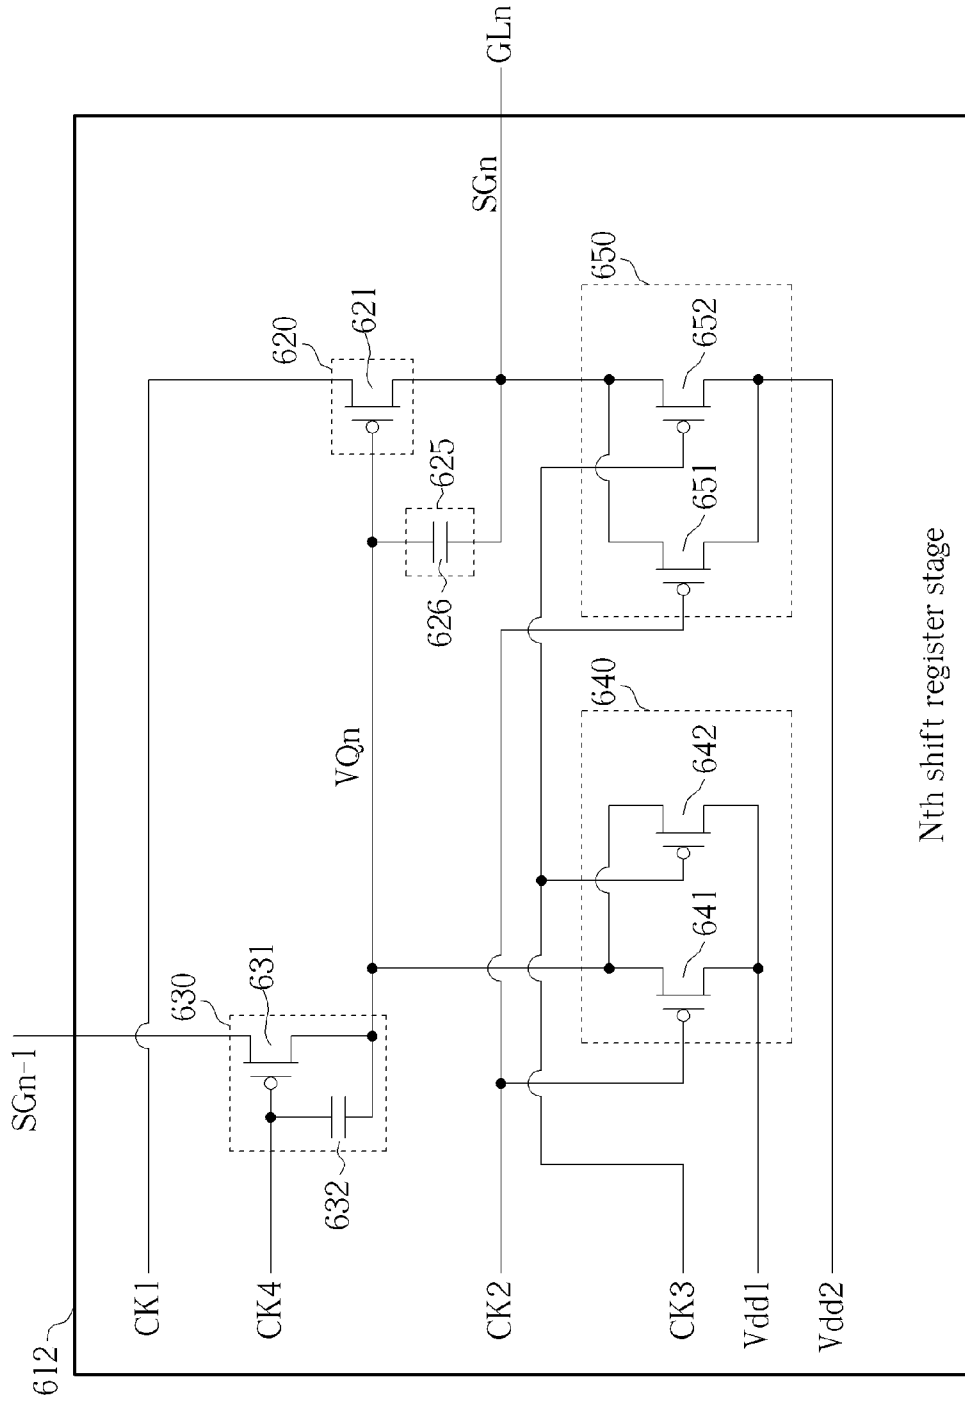 612
SGn-1
CK1
CK4
CK2
CK3
Vdd1
Vdd2
630
631
632
VQn
620
621
625
626
SGn
GLn
640
641
642
650
651
652
Nth shift register stage